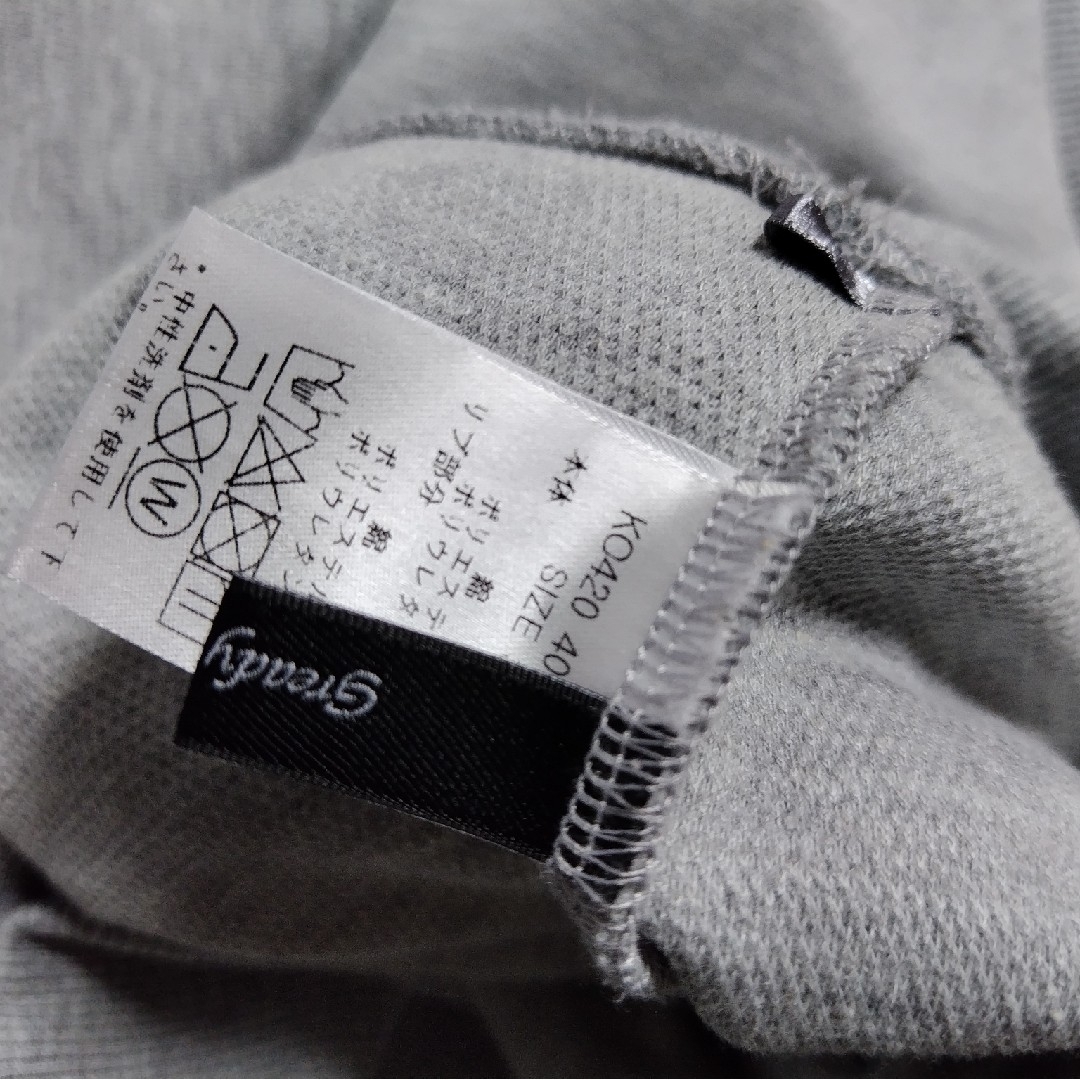 KO420 40
SIZE
本体
綿
ポリエステ
ポリウレタ
リブ部分
綿
ポリエステル
ポリウレタン
W
・中性洗剤を使用して下
さい。
Gready